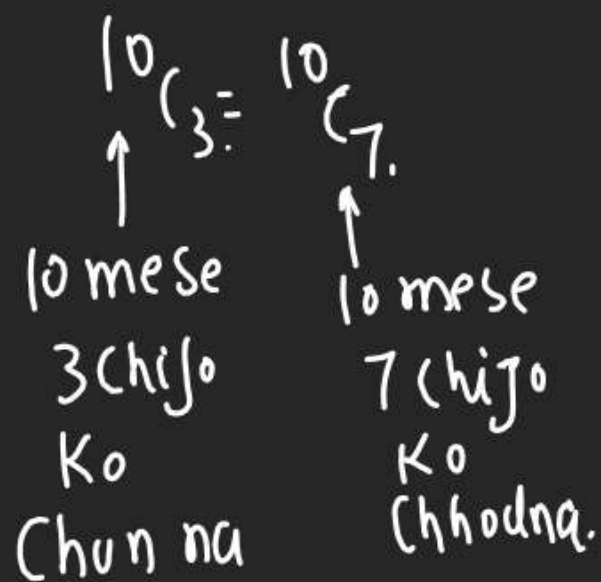 ¹⁰C₃ = ¹⁰C₇.
10 mese
3 Chijo
Ko
Chun na
10 mese
7 Chijo
Ko
Chhodna.